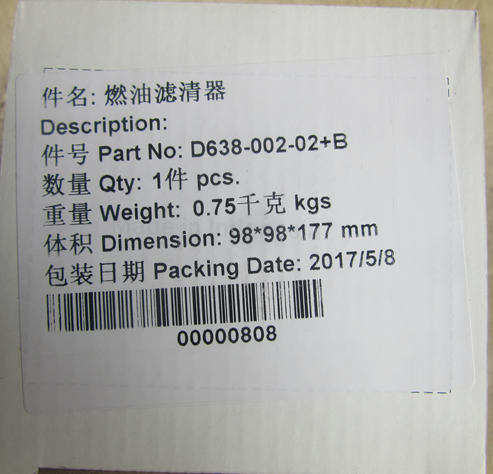 件名: 燃油滤清器
Description:
件号 Part No: D638-002-02+B
数量 Qty: 1件 pcs.
重量 Weight: 0.75千克 kgs
体积 Dimension: 98*98*177 mm
包装日期 Packing Date: 2017/5/8
00000808